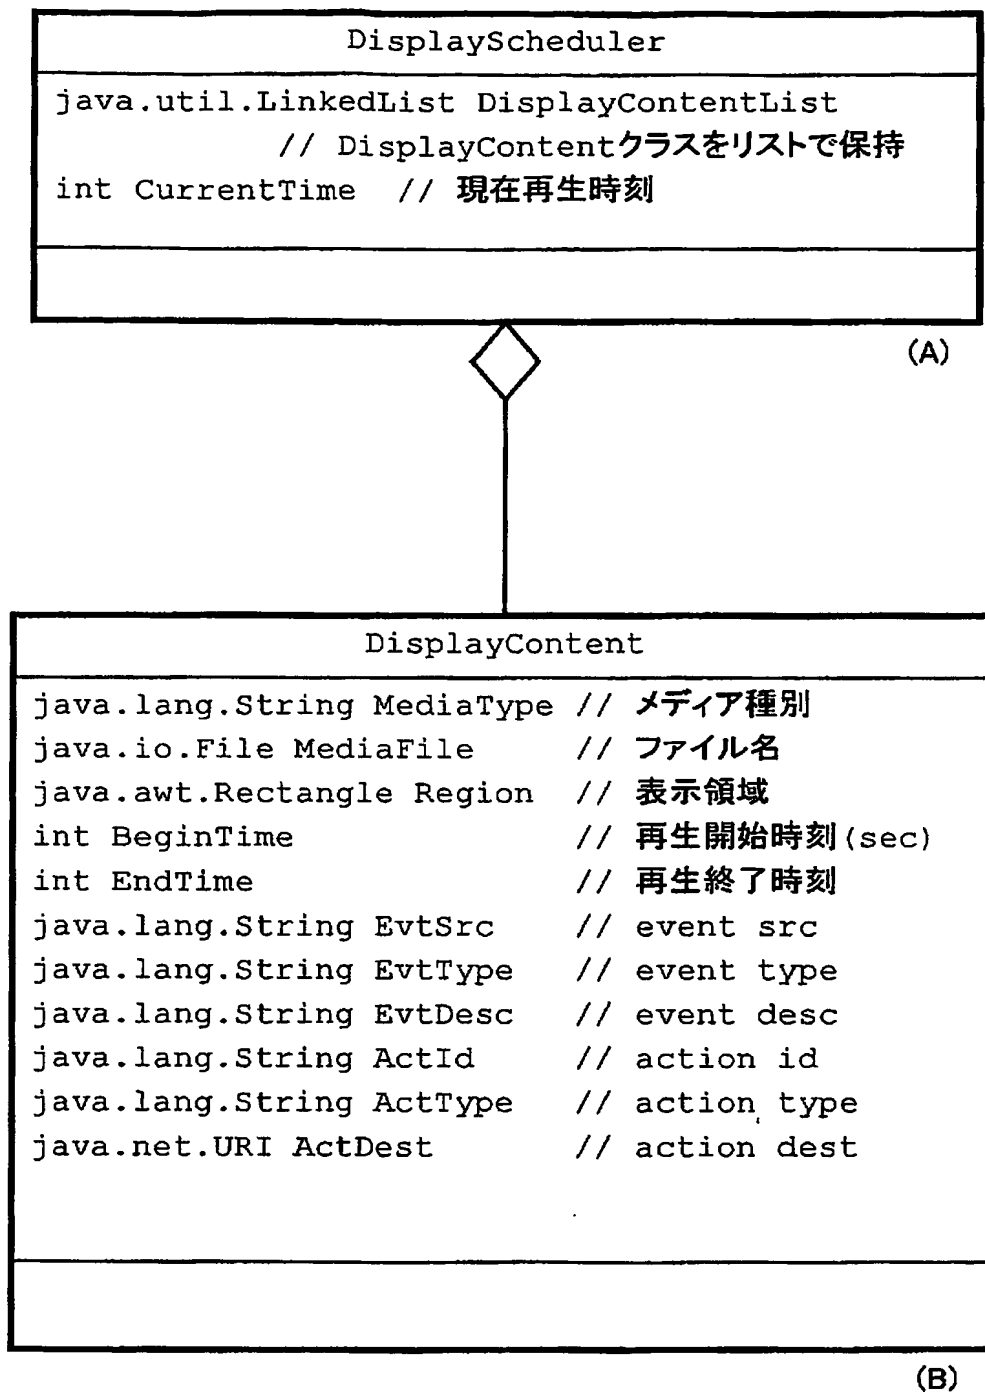 DisplayScheduler
java.util.LinkedList DisplayContentList
// DisplayContentクラスをリストで保持
int CurrentTime // 現在再生時刻
(A)
DisplayContent
java.lang.String MediaType // メディア種別
java.io.File MediaFile // ファイル名
java.awt.Rectangle Region // 表示領域
int BeginTime // 再生開始時刻(sec)
int EndTime // 再生終了時刻
java.lang.String EvtSrc // event src
java.lang.String EvtType // event type
java.lang.String EvtDesc // event desc
java.lang.String ActId // action id
java.lang.String ActType // action type
java.net.URI ActDest // action dest
(B)